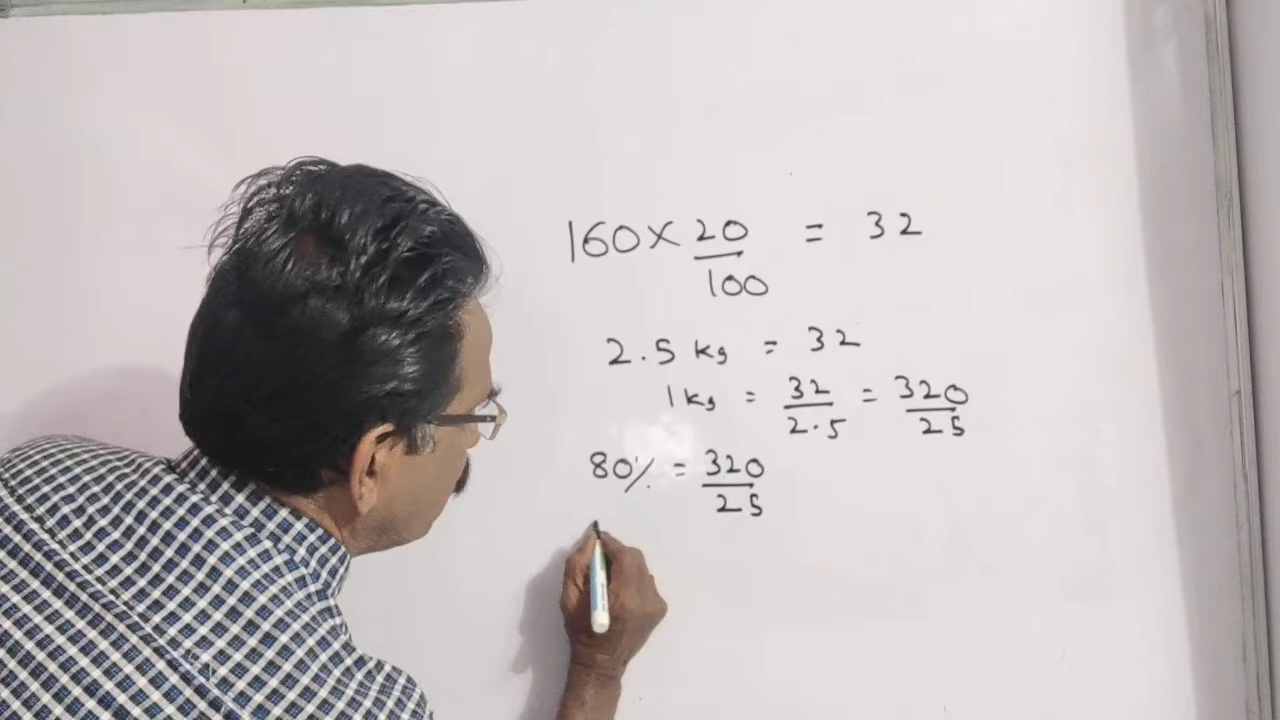 160 × 20/100 = 32
2.5 kg = 32
1 kg = 32/2.5 = 320/25
80% = 320/25